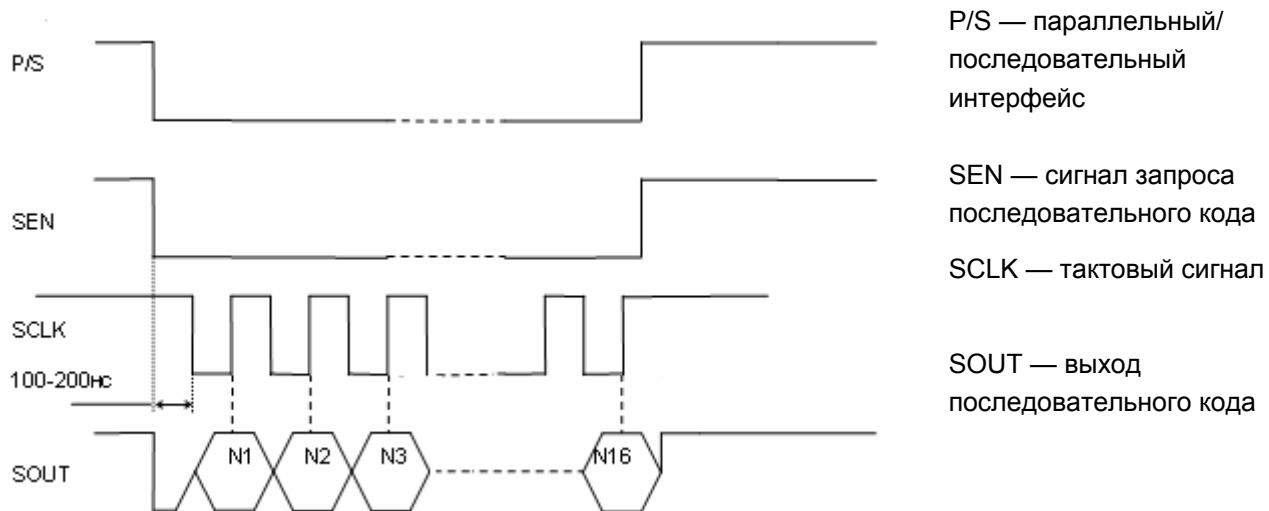 P/S
SEN
SCLK
100-200нс
SOUT
N1 N2 N3 N16
P/S — параллельный/
последовательный
интерфейс
SEN — сигнал запроса
последовательного кода
SCLK — тактовый сигнал
SOUT — выход
последовательного кода